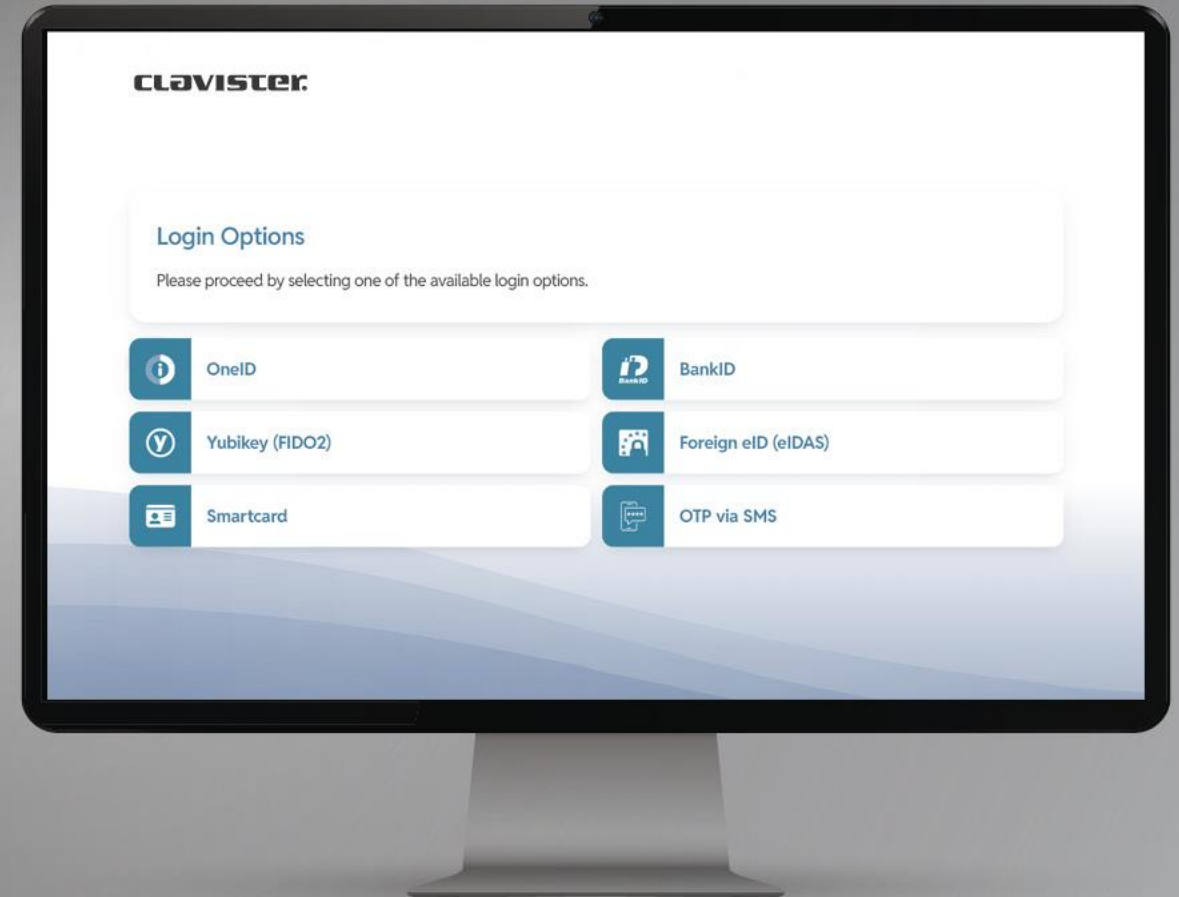 CLAVISTER.
Login Options
Please proceed by selecting one of the available login options.
OneID
BankID
BankID
Yubikey (FIDO2)
Foreign eID (eIDAS)
Smartcard
OTP via SMS